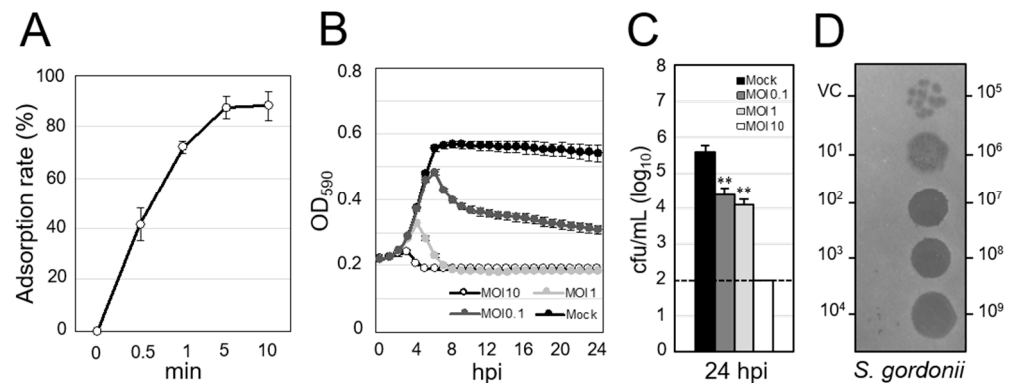 A
Adsorption rate (%)
100
80
60
40
20
0
0 0.5 1 5 10
min
B
OD590
0.8
0.6
0.4
0.2
0
MOI10 MOI1
MOI0.1 Mock
0 4 8 12 16 20 24
hpi
C
cfu/mL (log10)
8
7
6
5
4
3
2
1
0
Mock
MOI0.1
MOI1
MOI10
** **
24 hpi
D
VC 10⁵
10¹ 10⁶
10² 10⁷
10³ 10⁸
10⁴ 10⁹
S. gordonii